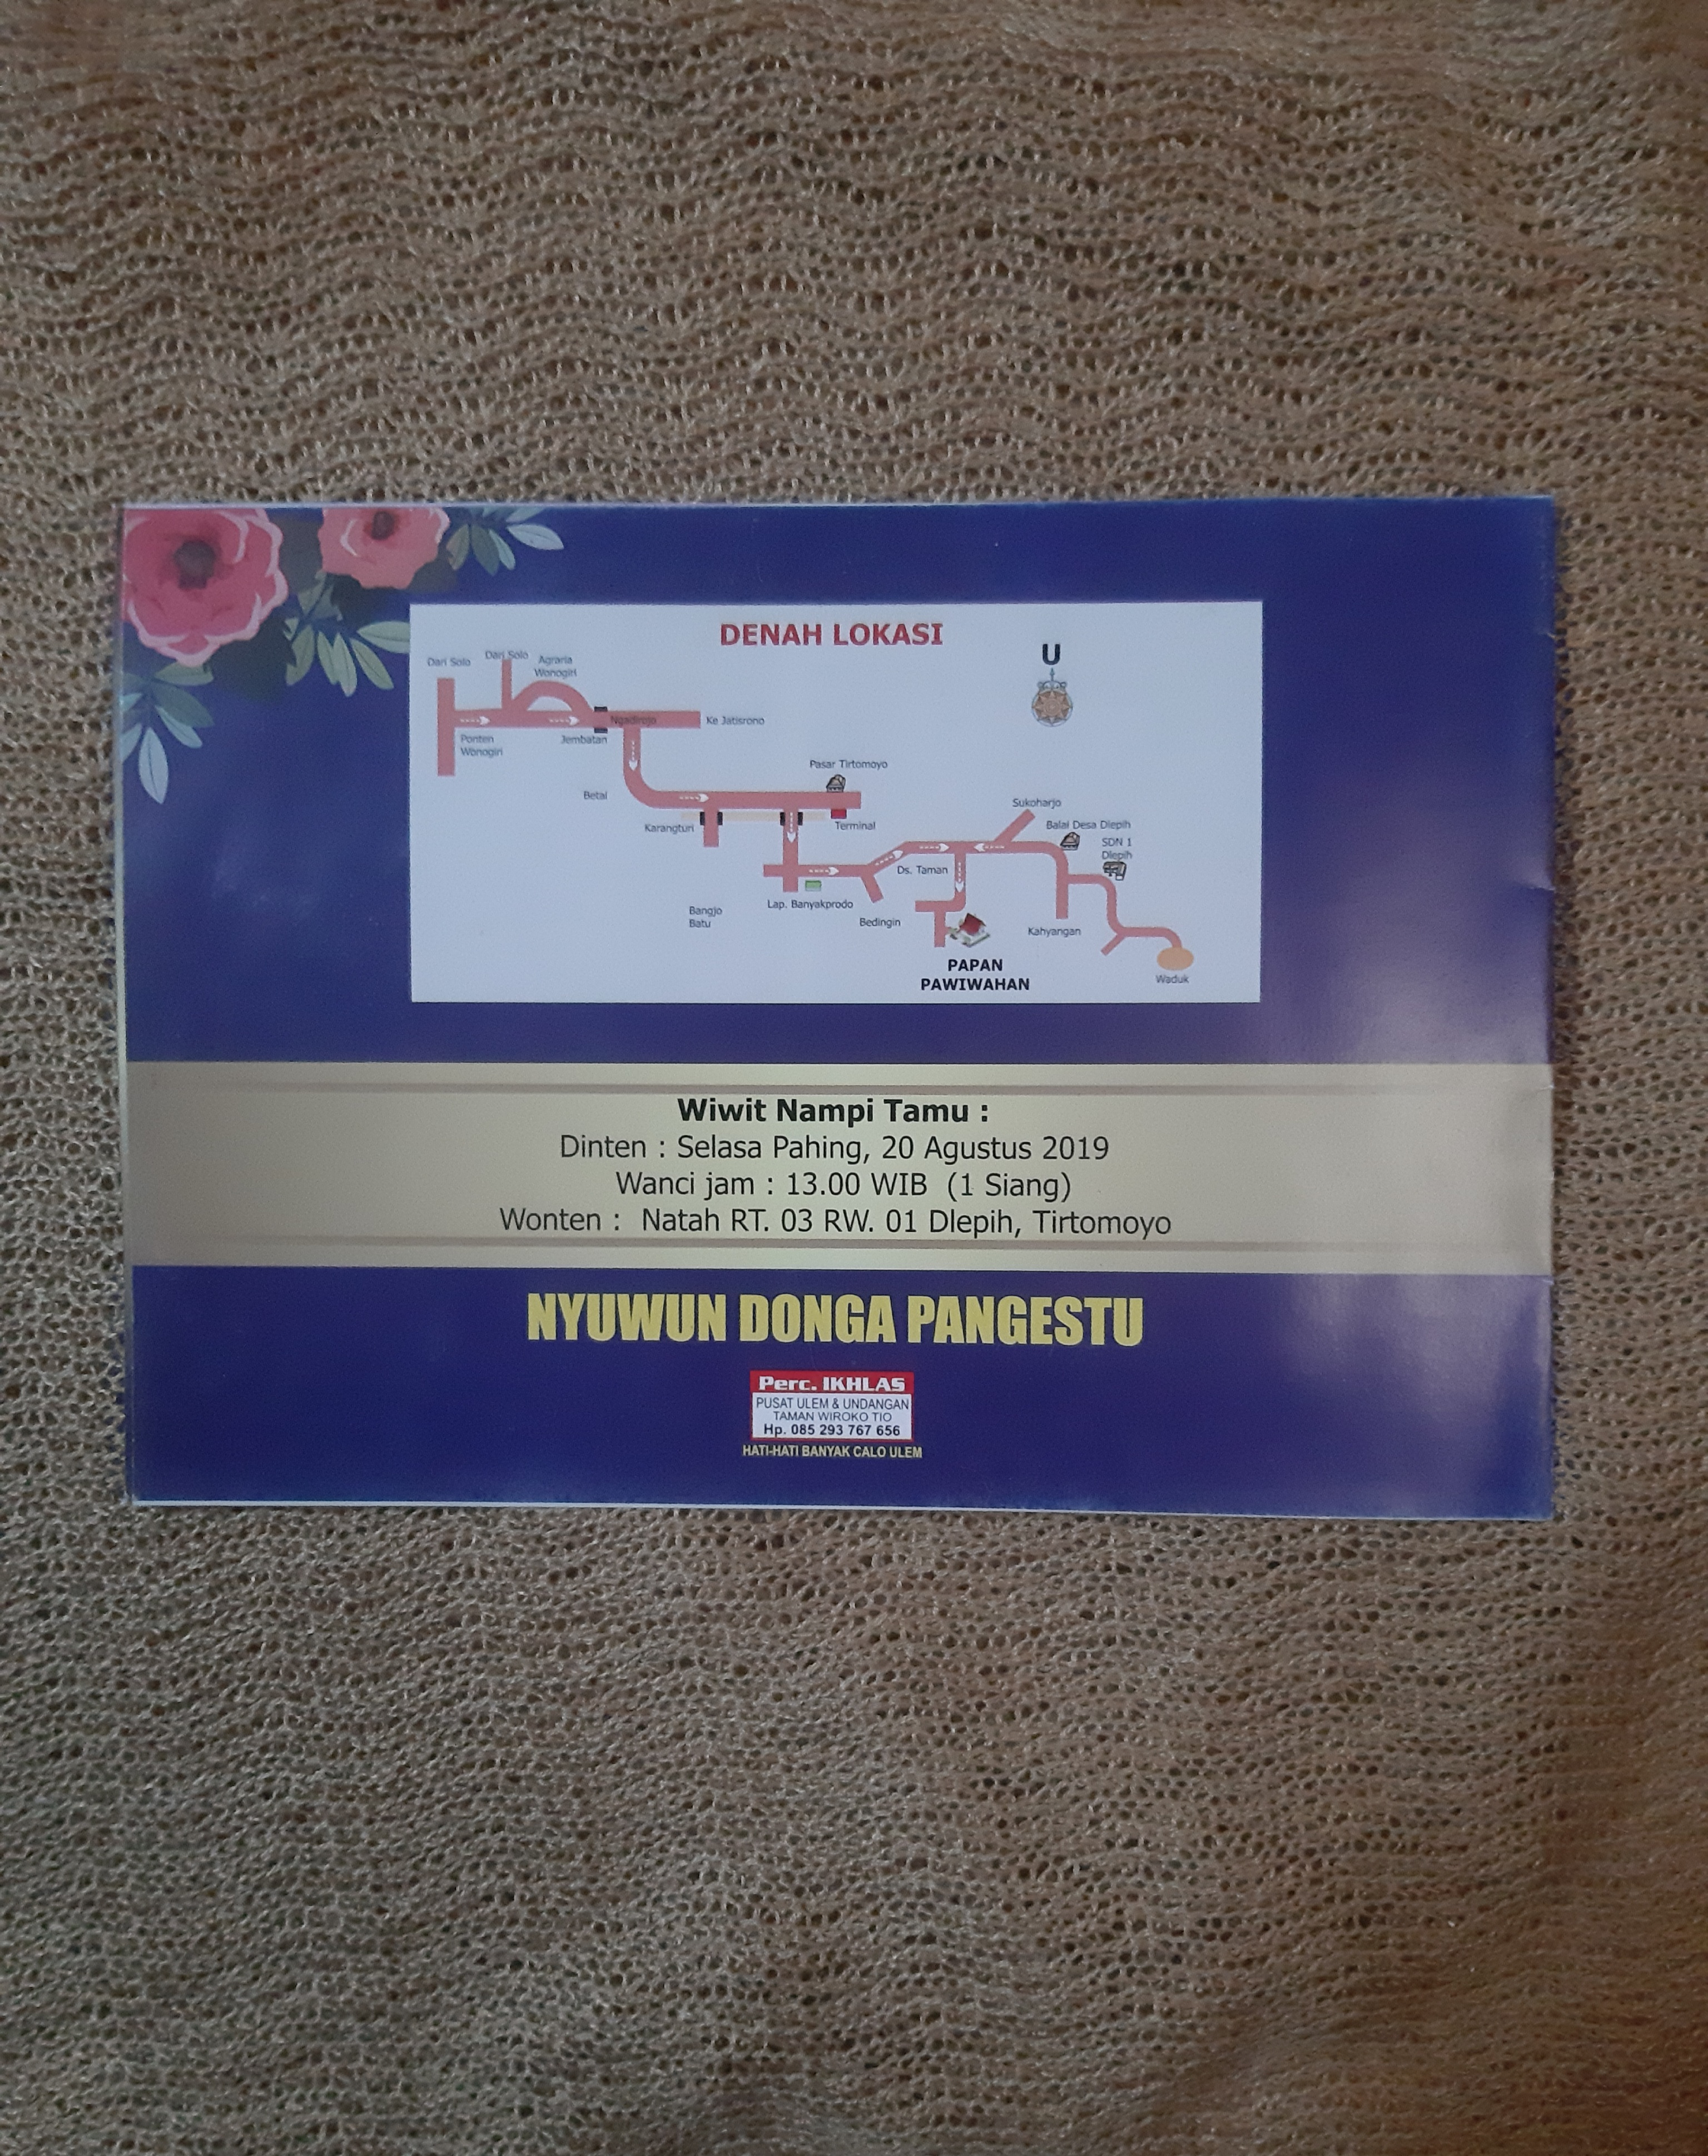 DENAH LOKASI
U
Dari Solo
Dari Solo
Agraria
Wonogiri
Ngadirojo
Ke Jatisrono
Ponten
Wonogiri
Jembatan
Pasar Tirtomoyo
Betal
Karangturi
Terminal
Sukoharjo
Balai Desa Dlepih
SDN 1
Dlepih
Ds. Taman
Lap. Banyakprodo
Bangjo
Batu
Bedingin
Kahyangan
PAPAN
PAWIWAHAN
Waduk
Wiwit Nampi Tamu :
Dinten : Selasa Pahing, 20 Agustus 2019
Wanci jam : 13.00 WIB (1 Siang)
Wonten : Natah RT. 03 RW. 01 Dlepih, Tirtomoyo
NYUWUN DONGA PANGESTU
Perc. IKHLAS
PUSAT ULEM & UNDANGAN
TAMAN WIROKO TIO
Hp. 085 293 767 656
HATI-HATI BANYAK CALO ULEM